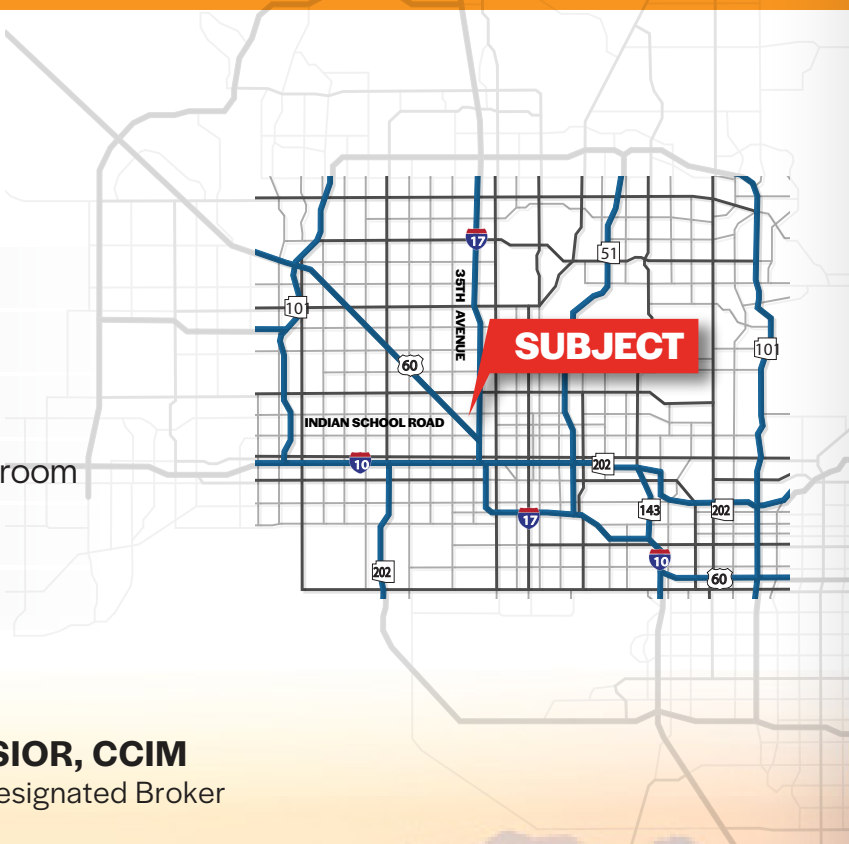 17
51
35TH AVENUE
101
SUBJECT
101
60
INDIAN SCHOOL ROAD
10
202
room
143
202
17
10
202
60
SIOR, CCIM
esignated Broker